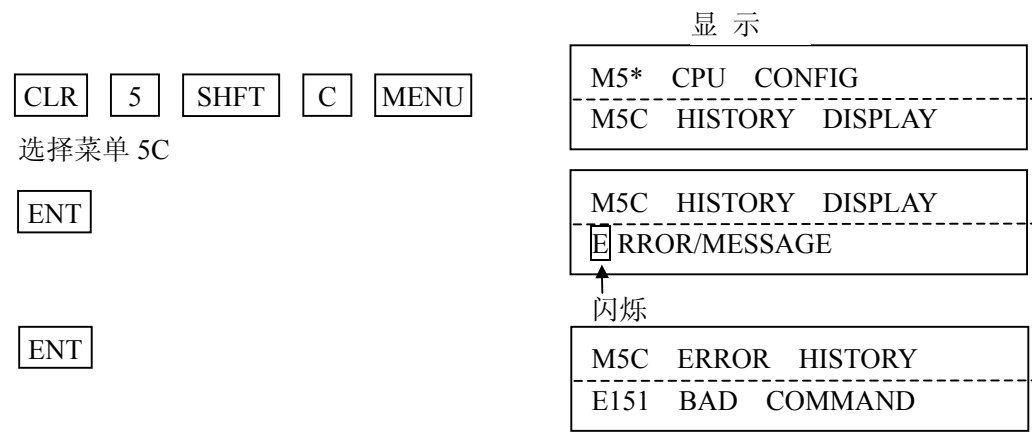 显 示
CLR 5 SHFT C MENU
选择菜单 5C
M5* CPU CONFIG
M5C HISTORY DISPLAY
ENT
M5C HISTORY DISPLAY
E RROR/MESSAGE
闪烁
ENT
M5C ERROR HISTORY
E151 BAD COMMAND